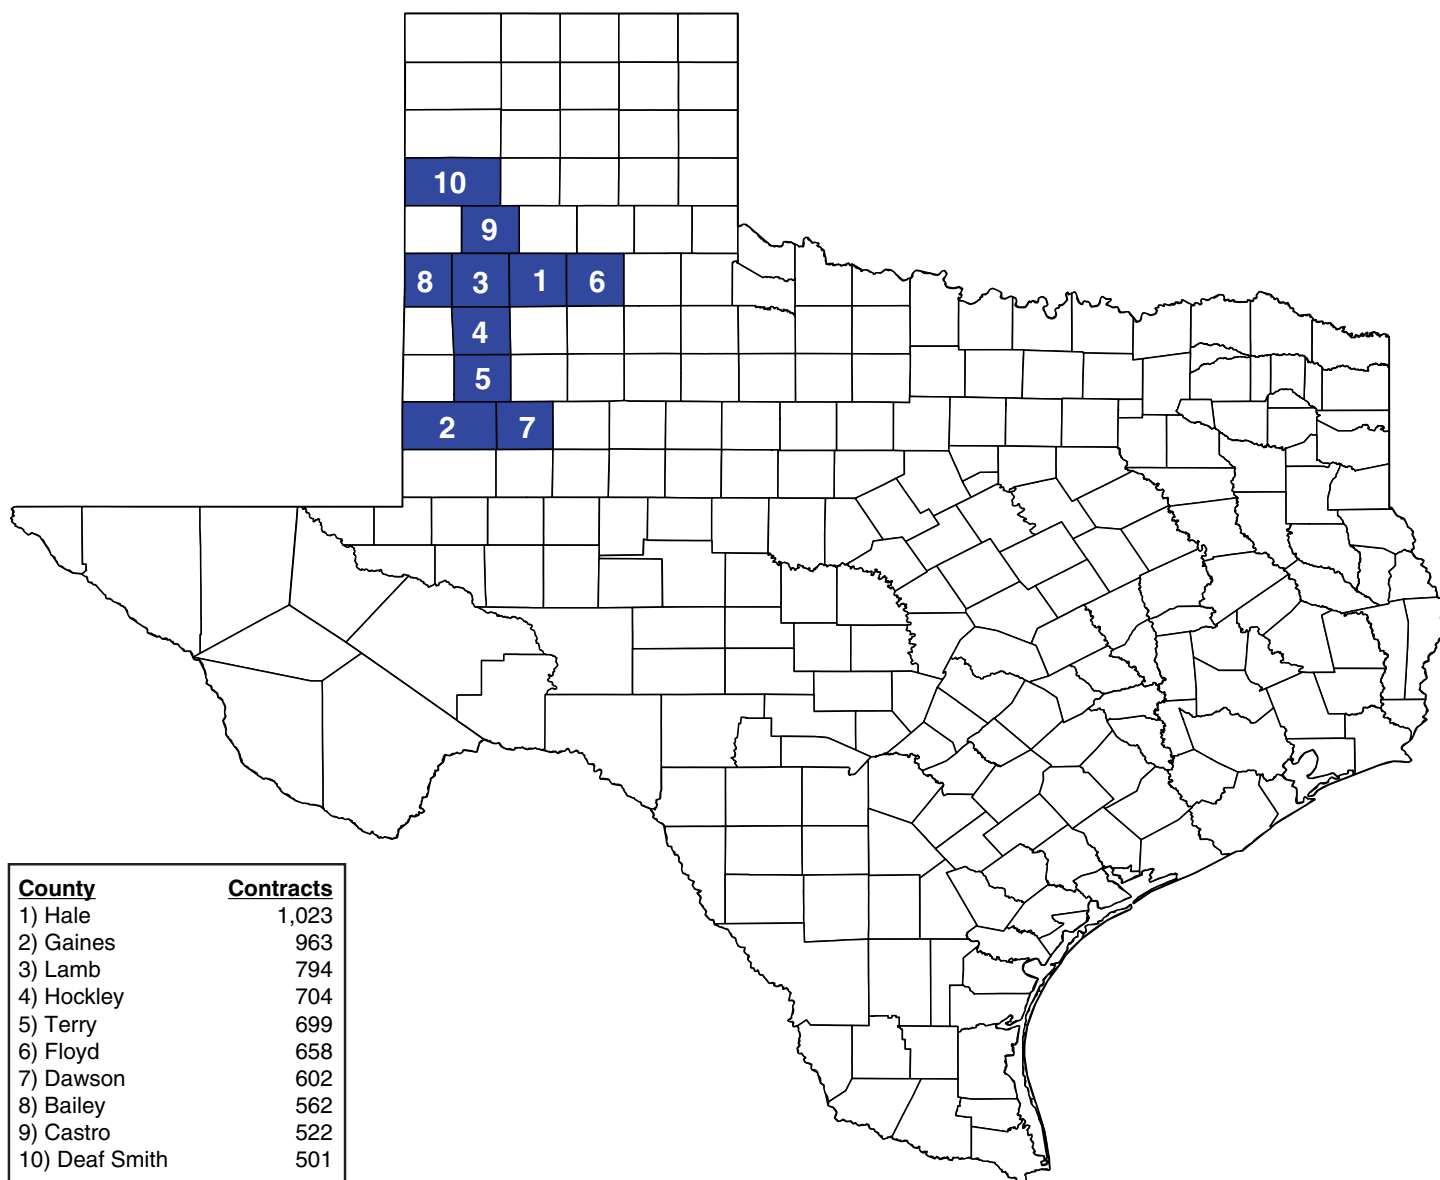 10
9
8 3 1 6
4
5
2 7
County Contracts
1) Hale 1,023
2) Gaines 963
3) Lamb 794
4) Hockley 704
5) Terry 699
6) Floyd 658
7) Dawson 602
8) Bailey 562
9) Castro 522
10) Deaf Smith 501